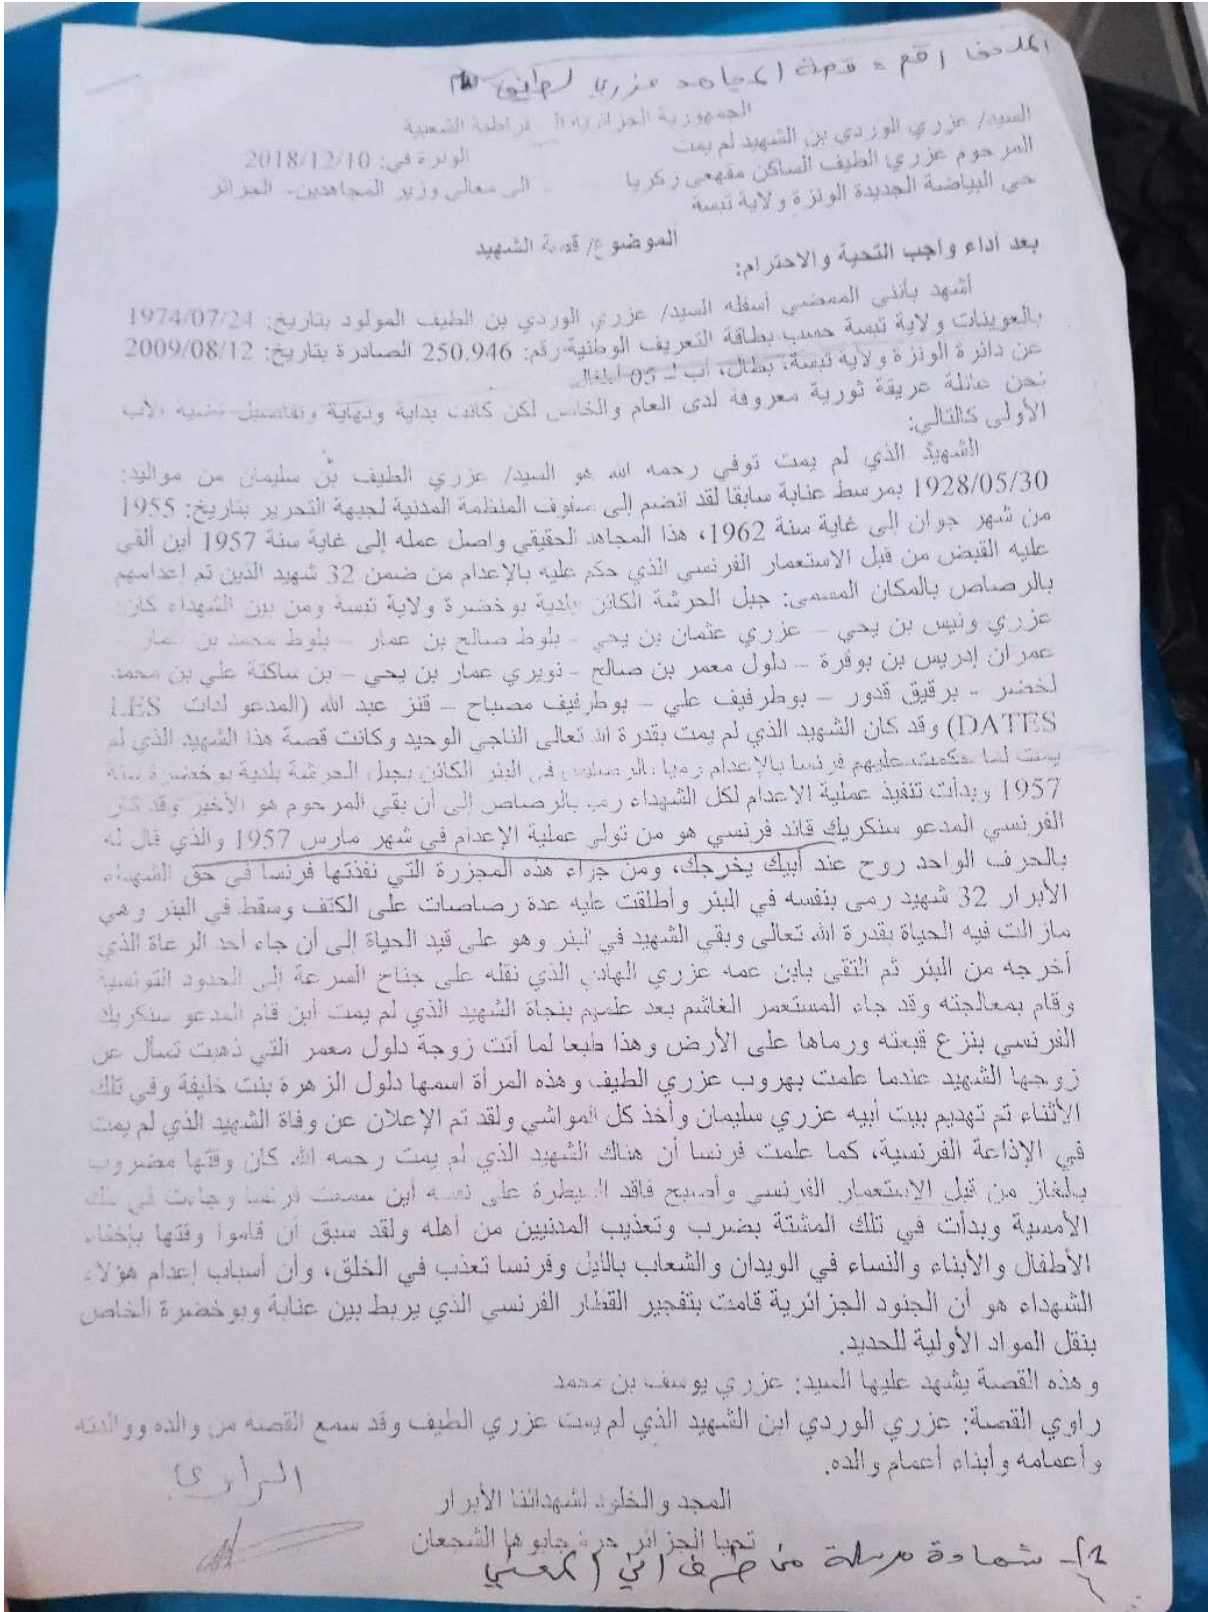 الملحق رقم : قصة المجاهد عزري لطايف
الجمهورية الجزائرية الديمقراطية الشعبية
السيد/ عزري الوردي بن الشهيد لم يمت
الونزة في: 2018/12/10
المرحوم عزري الطيف الساكن مقهى زكريا
الى معالي وزير المجاهدين- الجزائر
حي البياضة الجديدة الونزة ولاية تبسة
الموضوع/ قصة الشهيد
بعد أداء واجب التحية والاحترام:
أشهد بأنني الممضي أسفله السيد/ عزري الوردي بن الطيف المولود بتاريخ: 1974/07/24
بالعوينات ولاية تبسة حسب بطاقة التعريف الوطنية رقم: 250.946 الصادرة بتاريخ: 2009/08/12
عن دائرة الونزة ولاية تبسة، بطال، أب لـ 05 أطفال.
نحن عائلة عريقة ثورية معروفة لدى العام والخاص لكن كانت بداية ونهاية وتفاصيل قضية الأب
الأولى كالتالي:
الشهيد الذي لم يمت توفي رحمه الله هو السيد/ عزري الطيف بن سليمان من مواليد:
1928/05/30 بمرسط عنابة سابقا لقد انضم إلى صفوف المنظمة المدنية لجبهة التحرير بتاريخ: 1955
من شهر جوان إلى غاية سنة 1962، هذا المجاهد الحقيقي واصل عمله إلى غاية سنة 1957 أين ألقي
عليه القبض من قبل الاستعمار الفرنسي الذي حكم عليه بالإعدام من ضمن 32 شهيد الذين تم اعدامهم
بالرصاص بالمكان المسمى: جبل الحرشة الكائن بلدية بوخضرة ولاية تبسة ومن بين الشهداء كان:
عزري ونيس بن يحي – عزري عثمان بن يحي - بلوط صالح بن عمار – بلوط محمد بن عمار
عمران إدريس بن بوقرة – دلول معمر بن صالح - نويري عمار بن يحي – بن ساكتة علي بن محمد
لخضر - برقيق قدور – بوطرفيف علي – بوطرفيف مصباح – قنز عبد الله (المدعو لدات LES
DATES) وقد كان الشهيد الذي لم يمت بقدرة الله تعالى الناجي الوحيد وكانت قصة هذا الشهيد الذي لم
يمت لما حكمت عليهم فرنسا بالإعدام رميا بالرصاص في البئر الكائن بجبل الحرشة بلدية بوخضرة سنة
1957 وبدأت تنفيذ عملية الاعدام لكل الشهداء رميا بالرصاص إلى أن بقي المرحوم هو الأخير وقد كان
الفرنسي المدعو سنكريك قائد فرنسي هو من تولى عملية الإعدام في شهر مارس 1957 والذي قال له
بالحرف الواحد روح عند أبيك يخرجك، ومن جراء هذه المجزرة التي نفذتها فرنسا في حق الشهداء
الأبرار 32 شهيد رمى بنفسه في البئر وأطلقت عليه عدة رصاصات على الكتف وسقط في البئر وهي
مازالت فيه الحياة بقدرة الله تعالى وبقي الشهيد في البئر وهو على قيد الحياة إلى أن جاء أحد الرعاة الذي
أخرجه من البئر ثم التقى بابن عمه عزري الهادي الذي نقله على جناح السرعة إلى الحدود التونسية
وقام بمعالجته وقد جاء المستعمر الغاشم بعد علمهم بنجاة الشهيد الذي لم يمت أين قام المدعو سنكريك
الفرنسي بنزع قبعته ورماها على الأرض وهذا طبعا لما أتت زوجة دلول معمر التي ذهبت تسأل عن
زوجها الشهيد عندما علمت بهروب عزري الطيف وهذه المرأة اسمها دلول الزهرة بنت خليفة وفي تلك
الأثناء تم تهديم بيت أبيه عزري سليمان وأخذ كل المواشي ولقد تم الإعلان عن وفاة الشهيد الذي لم يمت
في الإذاعة الفرنسية، كما علمت فرنسا أن هناك الشهيد الذي لم يمت رحمه الله كان وقتها مضروب
بالغاز من قبل الإستعمار الفرنسي وأصبح فاقد السيطرة على نفسه أين سمعت فرنسا وجاءت في تلك
الأمسية وبدأت في تلك المشتة بضرب وتعذيب المدنيين من أهله ولقد سبق أن قاموا وقتها بإخفاء
الأطفال والأبناء والنساء في الويدان والشعاب بالليل وفرنسا تعذب في الخلق، وأن أسباب إعدام هؤلاء
الشهداء هو أن الجنود الجزائرية قامت بتفجير القطار الفرنسي الذي يربط بين عنابة وبوخضرة الخاص
بنقل المواد الأولية للحديد.
وهذه القصة يشهد عليها السيد: عزري يوسف بن محمد
راوي القصة: عزري الوردي ابن الشهيد الذي لم يمت عزري الطيف وقد سمع القصة من والده ووالدته
وأعمامه وأبناء أعمام والده.
الراوي
المجد والخلود لشهدائنا الأبرار
تحيا الجزائر حرة جابوها الشجعان
شهادة مرسلة من طرف